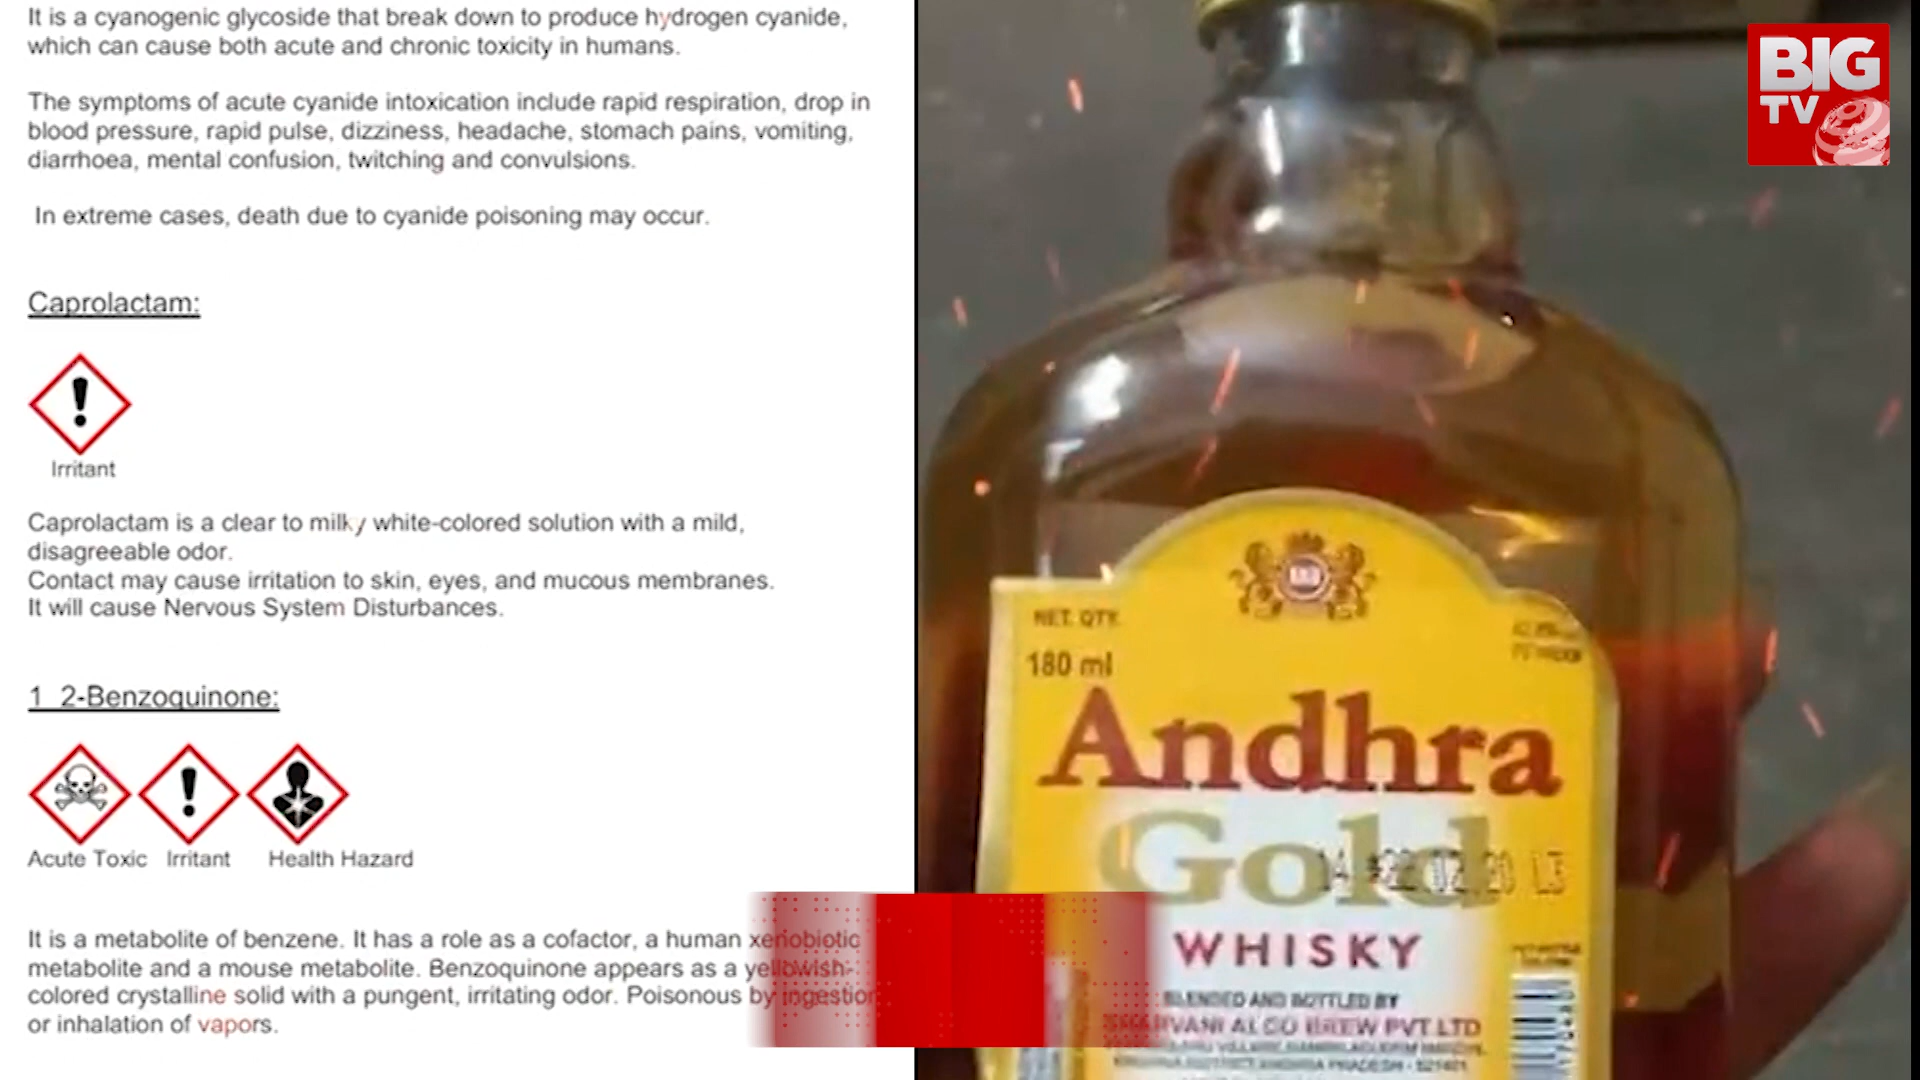 It is a cyanogenic glycoside that break down to produce hydrogen cyanide,
which can cause both acute and chronic toxicity in humans.
The symptoms of acute cyanide intoxication include rapid respiration, drop in
blood pressure, rapid pulse, dizziness, headache, stomach pains, vomiting,
diarrhoea, mental confusion, twitching and convulsions.
In extreme cases, death due to cyanide poisoning may occur.
Caprolactam:
Irritant
Caprolactam is a clear to milky white-colored solution with a mild,
disagreeable odor.
Contact may cause irritation to skin, eyes, and mucous membranes.
It will cause Nervous System Disturbances.
1 2-Benzoquinone:
Acute Toxic Irritant Health Hazard
It is a metabolite of benzene. It has a role as a cofactor, a human xenobiotic
metabolite and a mouse metabolite. Benzoquinone appears as a yellowish-
colored crystalline solid with a pungent, irritating odor. Poisonous by ingestion
or inhalation of vapors.
BIG
TV
NET. QTY.
180 ml
Andhra
Gold
WHISKY
BLENDED AND BOTTLED BY
ALCO BREW PVT.LTD